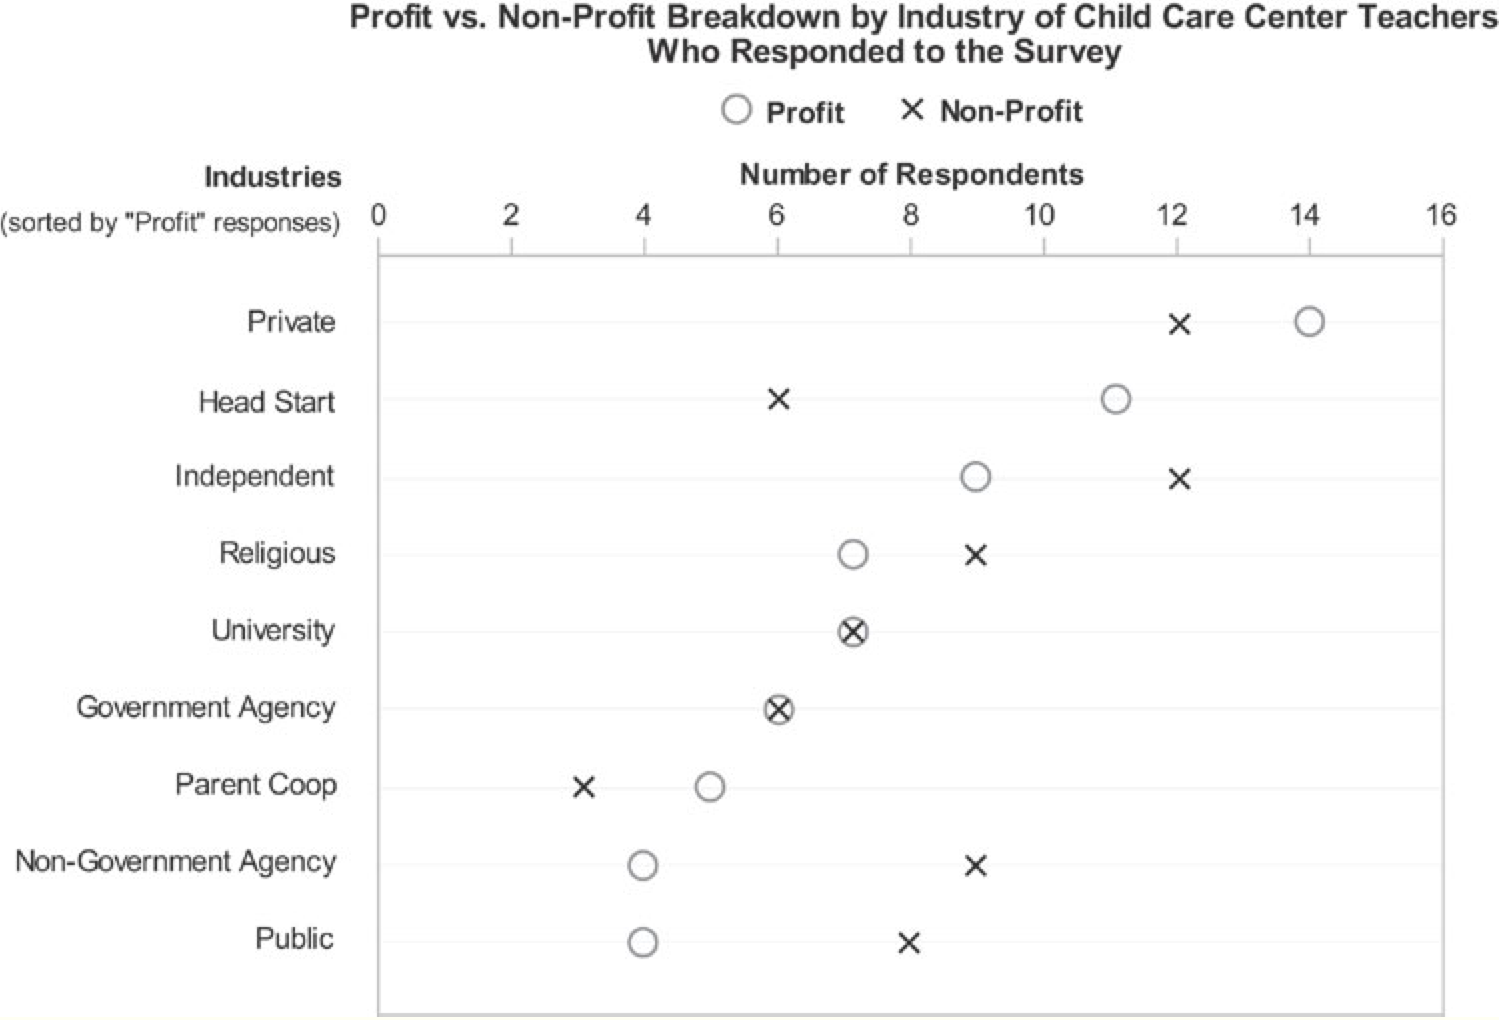 Profit vs. Non-Profit Breakdown by Industry of Child Care Center Teachers
Who Responded to the Survey
Profit Non-Profit
Industries
(sorted by "Profit" responses)
Number of Respondents
0 2 4 6 8 10 12 14 16
Private
Head Start
Independent
Religious
University
Government Agency
Parent Coop
Non-Government Agency
Public